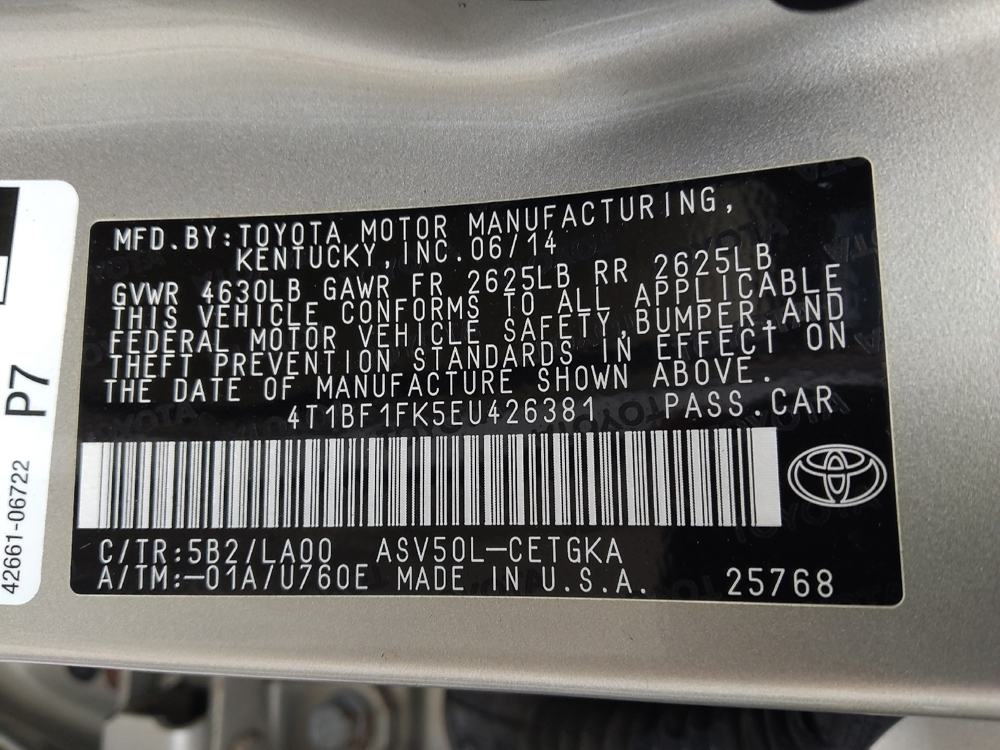 MFD.BY:TOYOTA MOTOR MANUFACTURING,
KENTUCKY, INC. 06/14
GVWR 4630LB GAWR FR 2625LB RR 2625LB
THIS VEHICLE CONFORMS TO ALL APPLICABLE
FEDERAL MOTOR VEHICLE SAFETY,BUMPER,AND
THEFT PREVENTION STANDARDS IN EFFECT ON
THE DATE OF MANUFACTURE SHOWN ABOVE.
4T1BF1FK5EU426381 PASS.CAR
C/TR:5B2/LA00 ASV50L-CETGKA
A/TM:-01A/U760E MADE IN U.S.A. 25768
P7
42661-06722